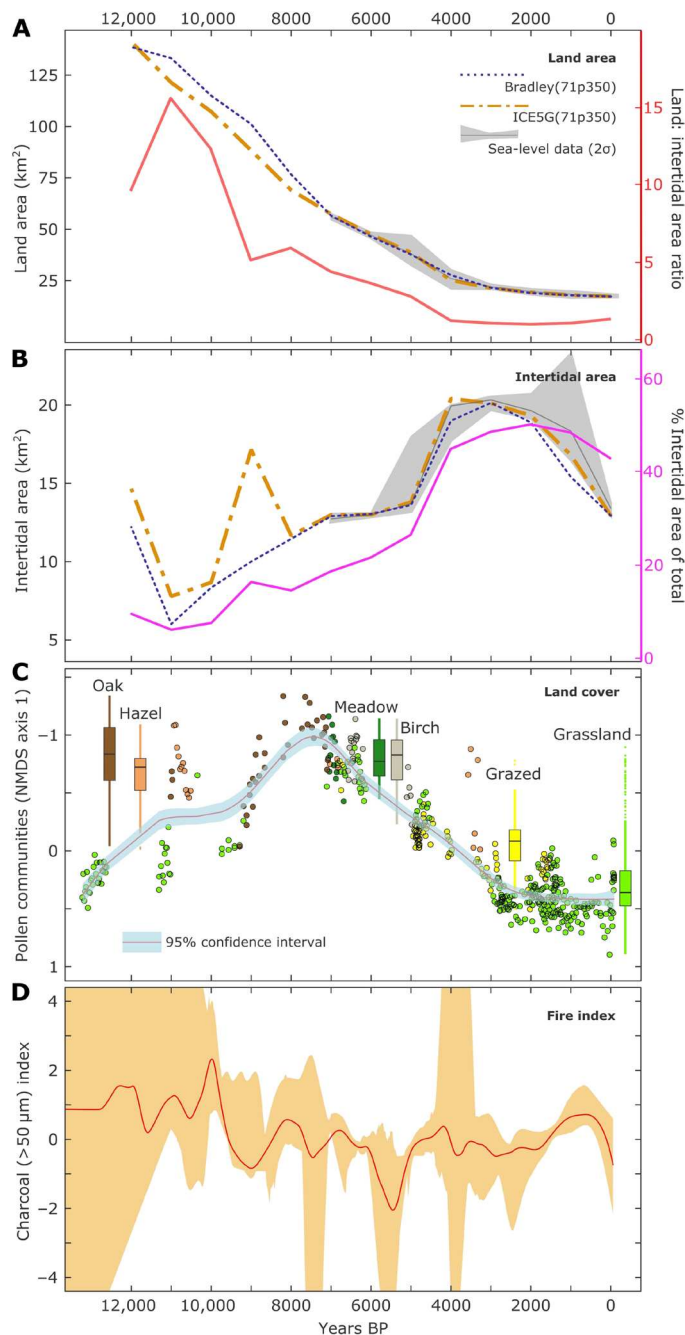 12,000 10,000 8000 6000 4000 2000 0
A
Land area
Bradley(71p350)
ICE5G(71p350)
Sea-level data (2σ)
Land area (km²)
125
100
75
50
25
15
10
5
0
Land: intertidal
area ratio
B
Intertidal area
Intertidal area (km²)
20
15
10
5
60
40
20
0
% Intertidal
area of total
C
Land cover
Pollen communities (NMDS axis 1)
−1
0
1
Oak
Hazel
Meadow
Birch
Grazed
Grassland
95% confidence interval
D
Fire index
Charcoal (>50 μm) index
4
2
0
−2
−4
12,000 10,000 8000 6000 4000 2000 0
Years BP